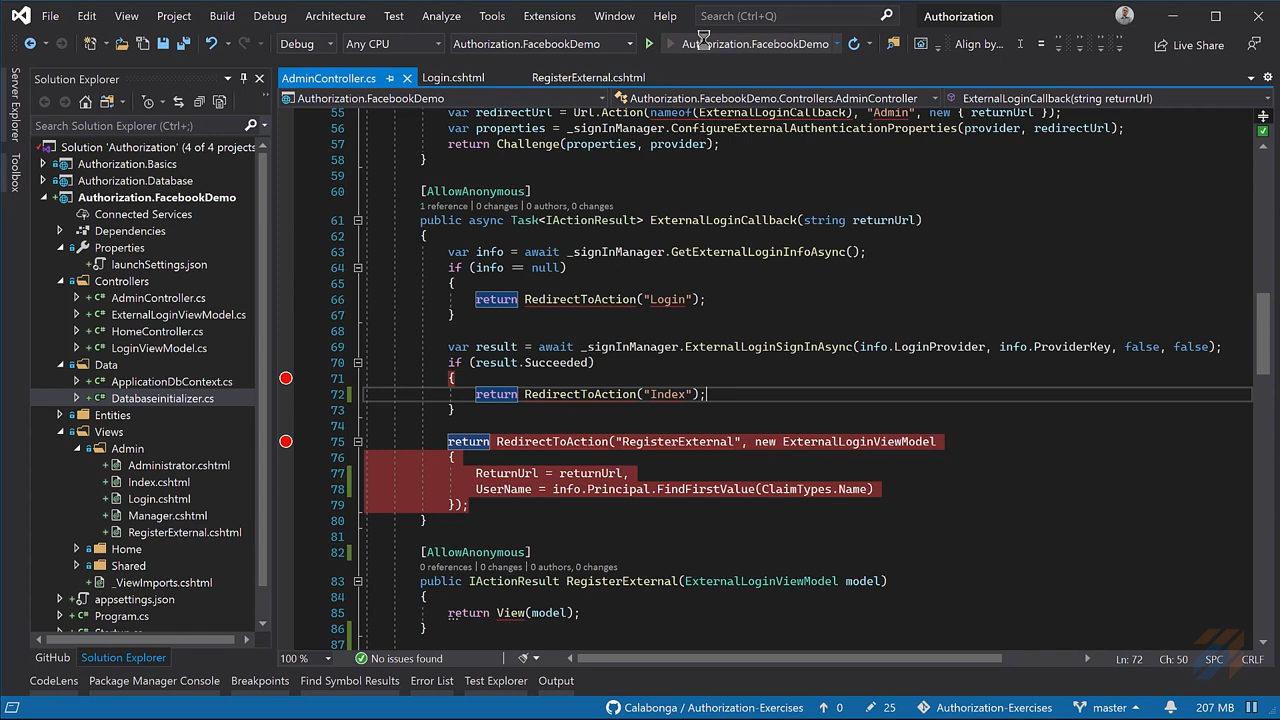 File Edit View Project Build Debug Architecture Test Analyze Tools Extensions Window Help Search (Ctrl+Q) Authorization
Debug Any CPU Authorization.FacebookDemo Authorization.FacebookDemo Align by... Live Share
Server Explorer
Toolbox
Solution Explorer
Search Solution Explorer (Ctrl+;)
Solution 'Authorization' (4 of 4 projects
Authorization.Basics
Authorization.Database
Authorization.FacebookDemo
Connected Services
Dependencies
Properties
launchSettings.json
Controllers
AdminController.cs
ExternalLoginViewModel.cs
HomeController.cs
LoginViewModel.cs
Data
ApplicationDbContext.cs
Databaseinitializer.cs
Entities
Views
Admin
Administrator.cshtml
Index.cshtml
Login.cshtml
Manager.cshtml
RegisterExternal.cshtml
Home
Shared
_ViewImports.cshtml
appsettings.json
Program.cs
GitHub Solution Explorer
AdminController.cs Login.cshtml RegisterExternal.cshtml
Authorization.FacebookDemo Authorization.FacebookDemo.Controllers.AdminController ExternalLoginCallback(string returnUrl)
55 var redirectUrl = Url.Action(nameof(ExternalLoginCallback), "Admin", new { returnUrl });
56 var properties = _signInManager.ConfigureExternalAuthenticationProperties(provider, redirectUrl);
57 return Challenge(properties, provider);
58 }
59
60 [AllowAnonymous]
1 reference | 0 changes | 0 authors, 0 changes
61 public async Task<IActionResult> ExternalLoginCallback(string returnUrl)
62 {
63 var info = await _signInManager.GetExternalLoginInfoAsync();
64 if (info == null)
65 {
66 return RedirectToAction("Login");
67 }
68
69 var result = await _signInManager.ExternalLoginSignInAsync(info.LoginProvider, info.ProviderKey, false, false);
70 if (result.Succeeded)
71 {
72 return RedirectToAction("Index");
73 }
74
75 return RedirectToAction("RegisterExternal", new ExternalLoginViewModel
76 {
77 ReturnUrl = returnUrl,
78 UserName = info.Principal.FindFirstValue(ClaimTypes.Name)
79 });
80 }
81
82 [AllowAnonymous]
0 references | 0 changes | 0 authors, 0 changes
83 public IActionResult RegisterExternal(ExternalLoginViewModel model)
84 {
85 return View(model);
86 }
87
100 % No issues found Ln: 72 Ch: 50 SPC CRLF
CodeLens Package Manager Console Breakpoints Find Symbol Results Error List Test Explorer Output
Calabonga / Authorization-Exercises 0 25 Authorization-Exercises master 207 MB